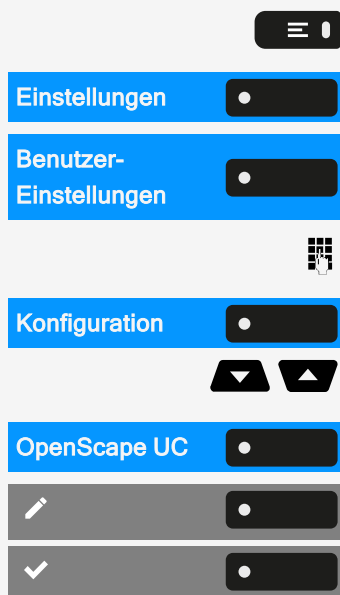 Einstellungen
Benutzer-
Einstellungen
Konfiguration
OpenScape UC